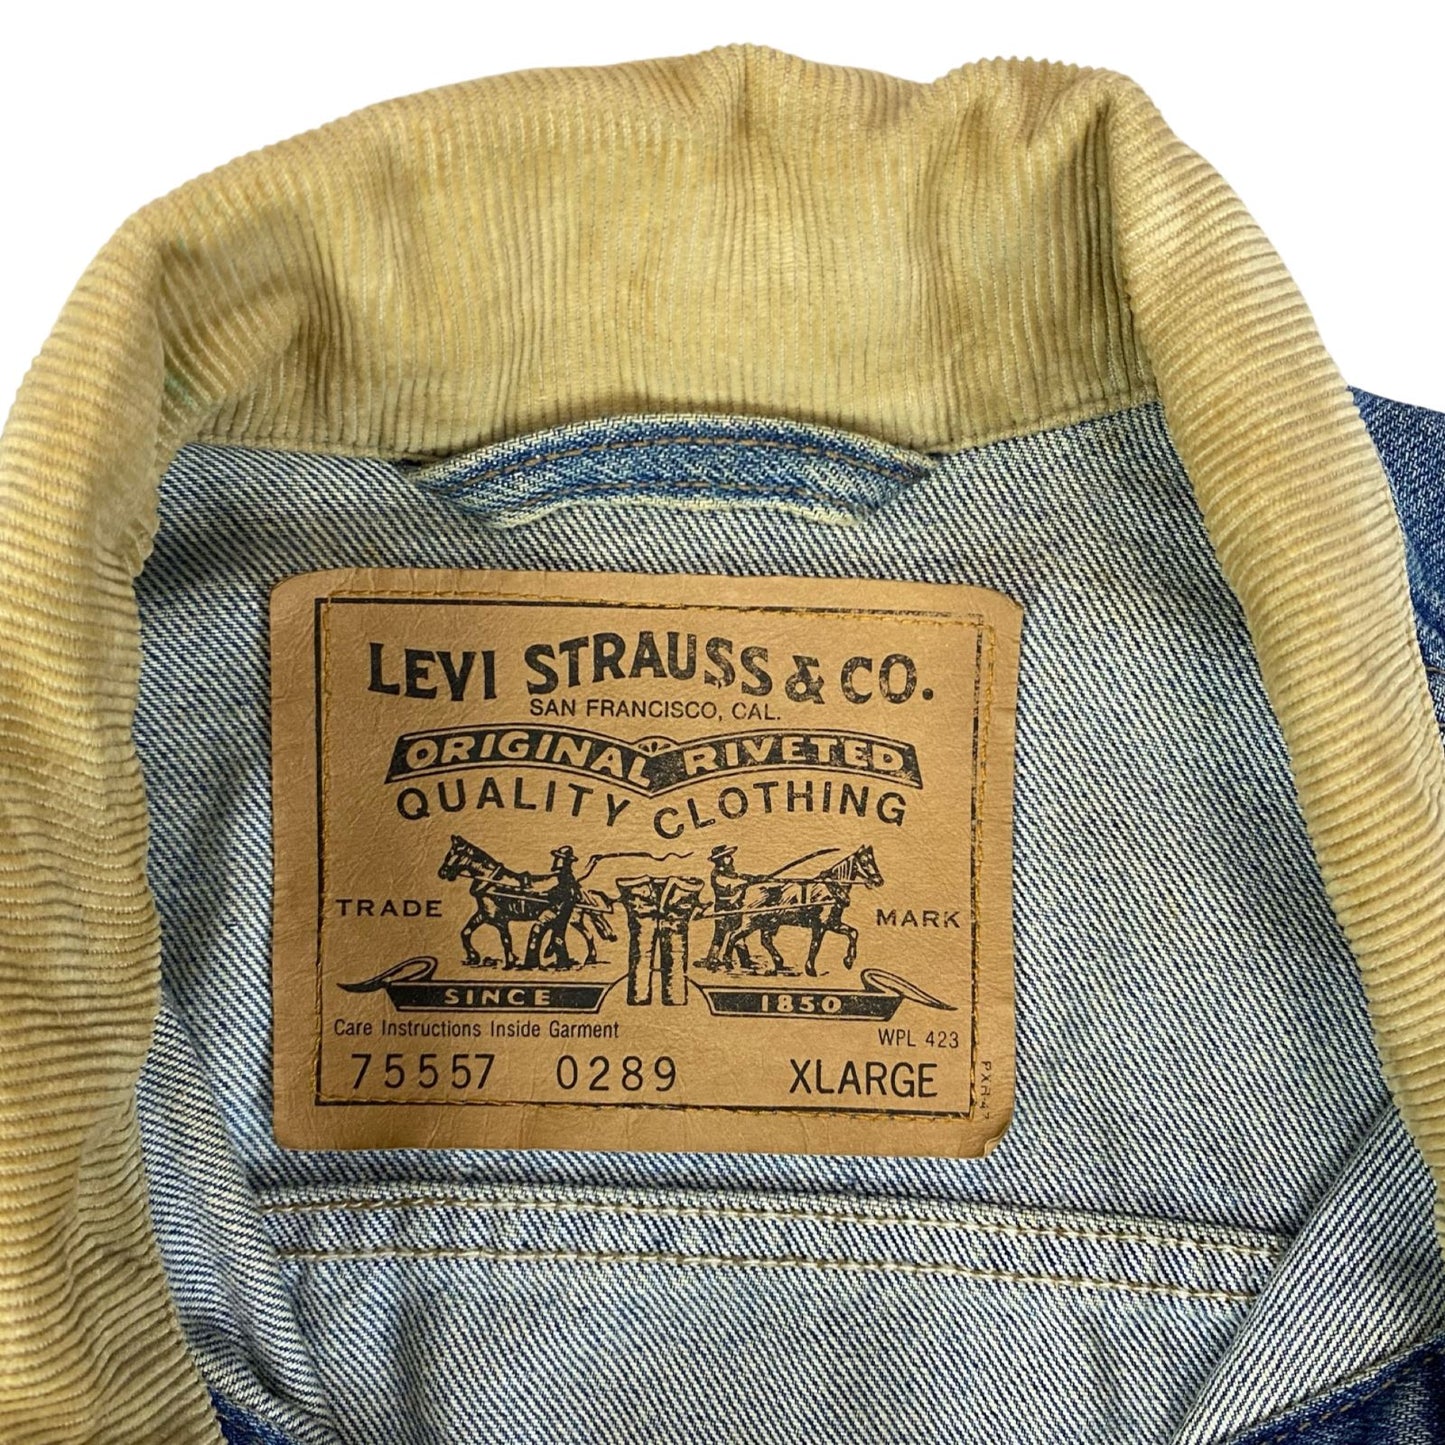 LEVI STRAUSS & CO.
SAN FRANCISCO, CAL.
ORIGINAL RIVETED
QUALITY CLOTHING
TRADE MARK
SINCE 1850
Care Instructions Inside Garment WPL 423
75557 0289 XLARGE